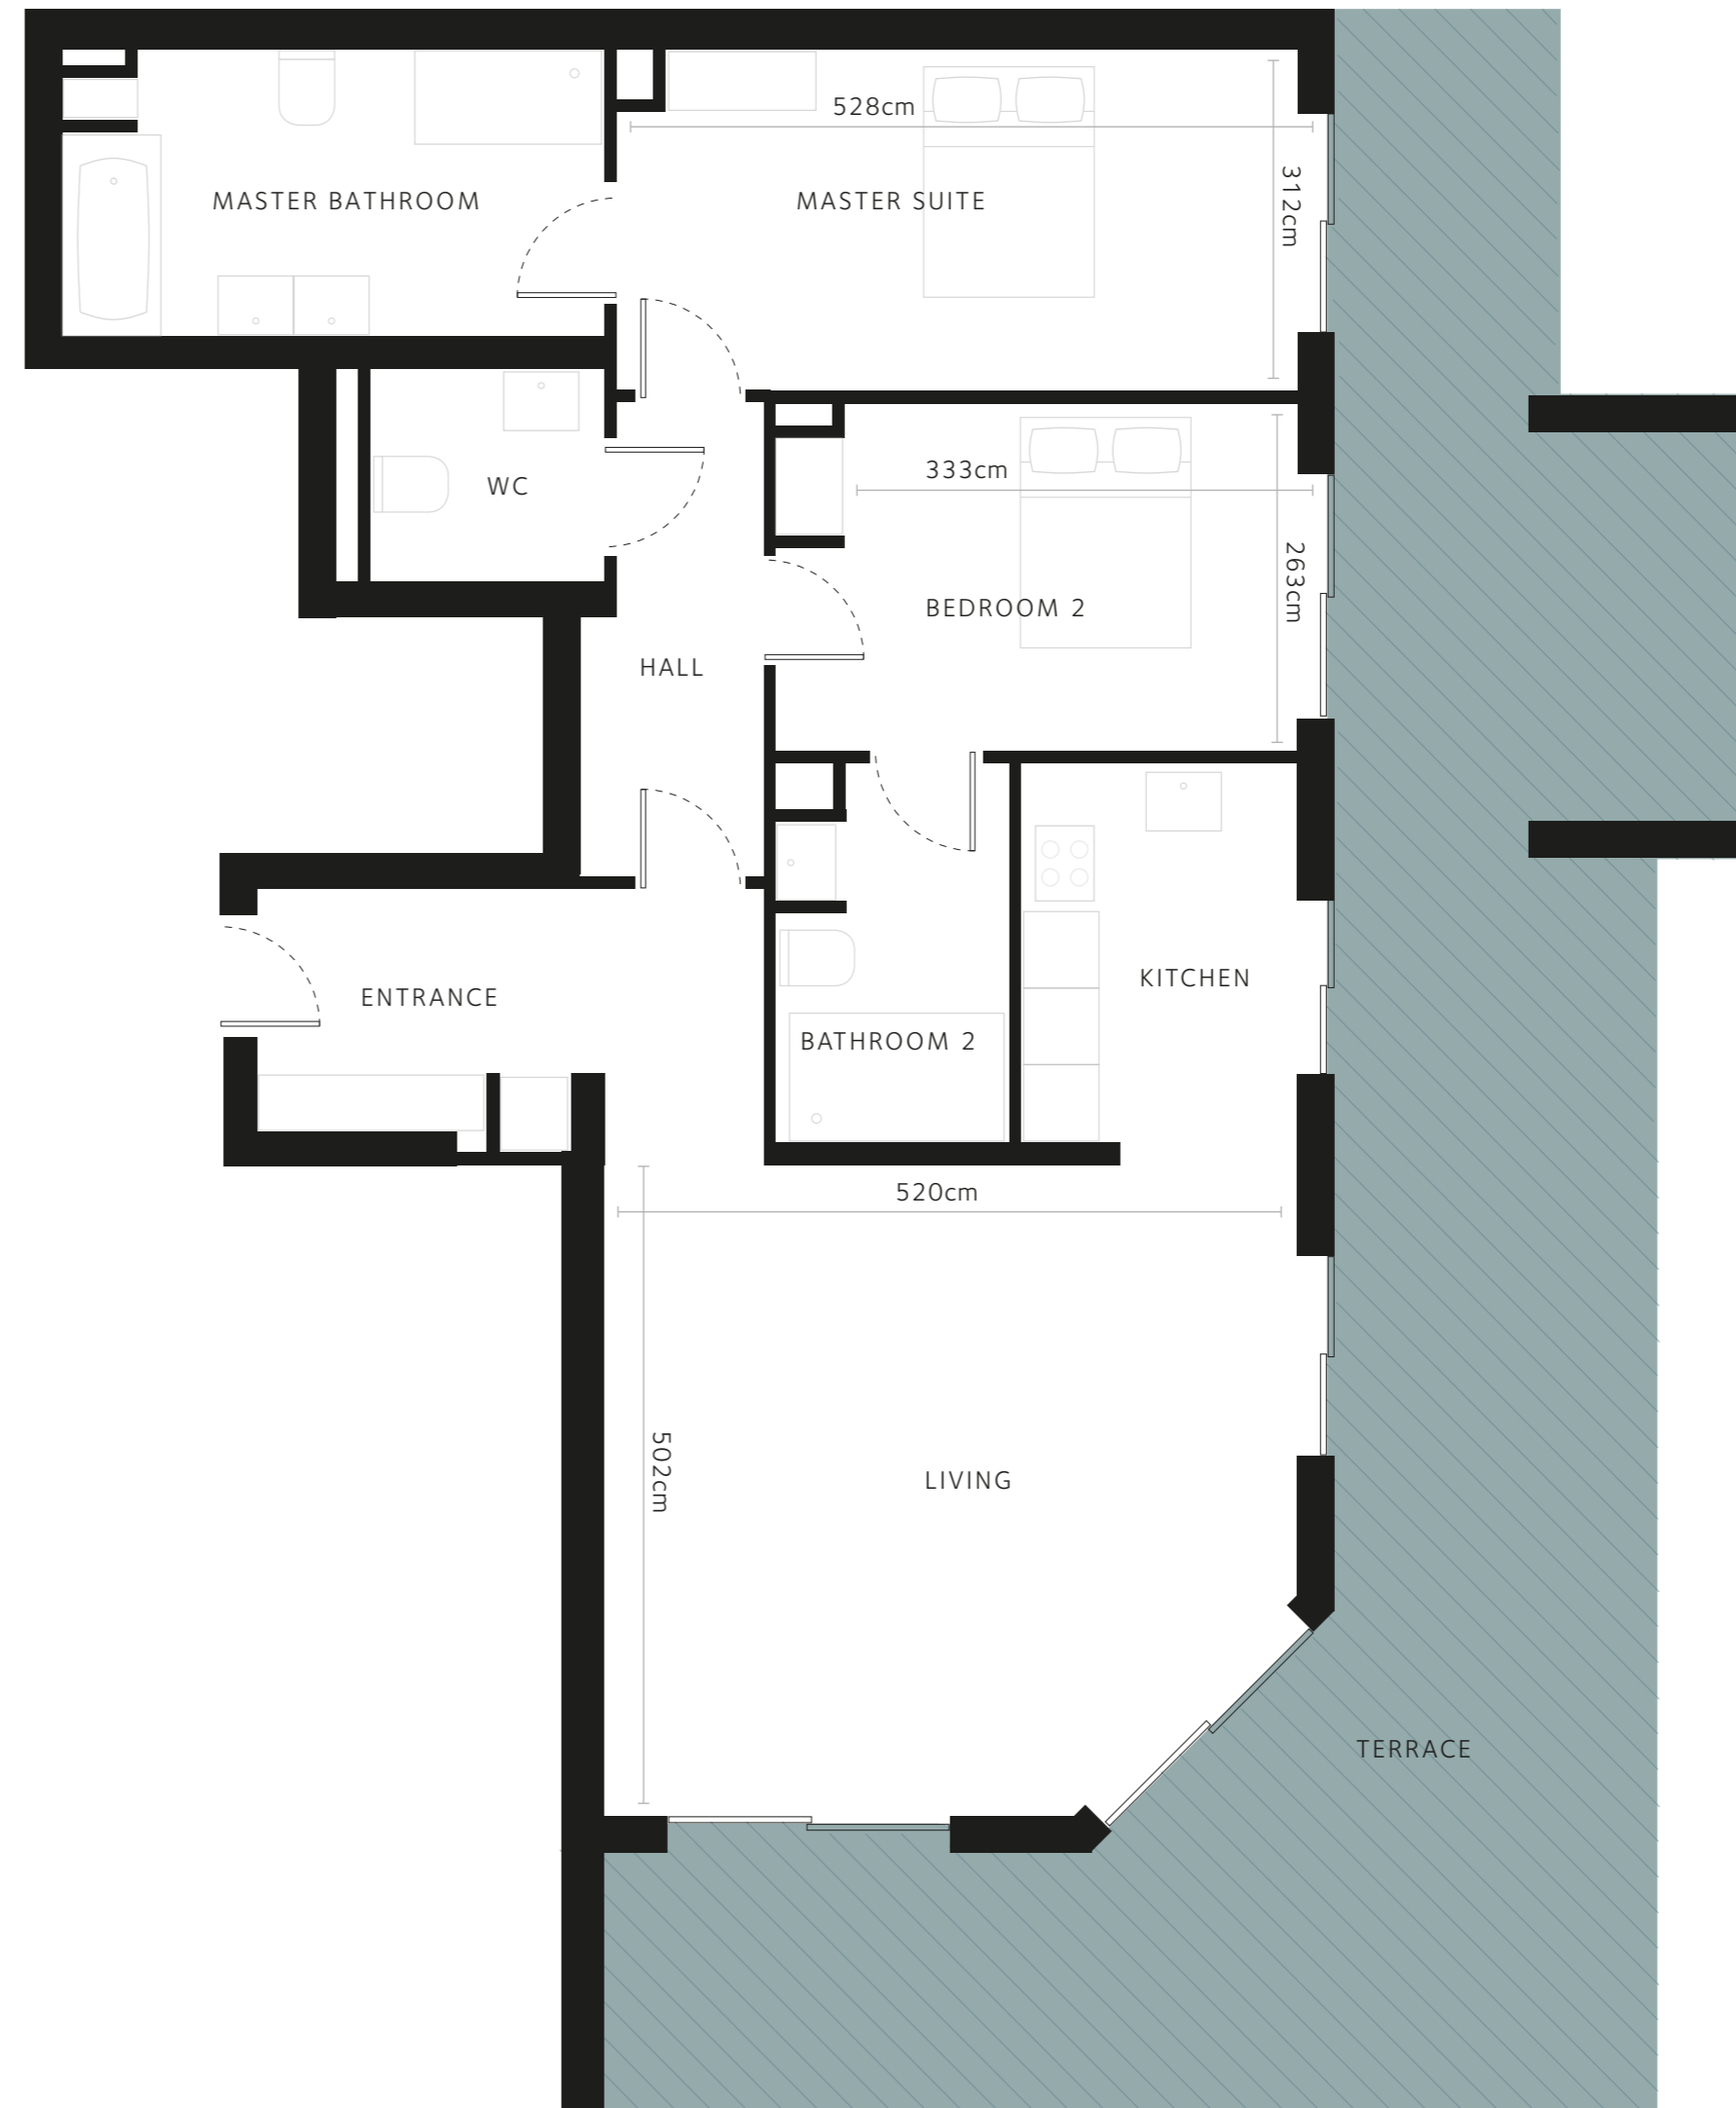 528cm
312cm
MASTER BATHROOM
MASTER SUITE
333cm
WC
263cm
BEDROOM 2
HALL
KITCHEN
ENTRANCE
BATHROOM 2
520cm
502cm
LIVING
TERRACE